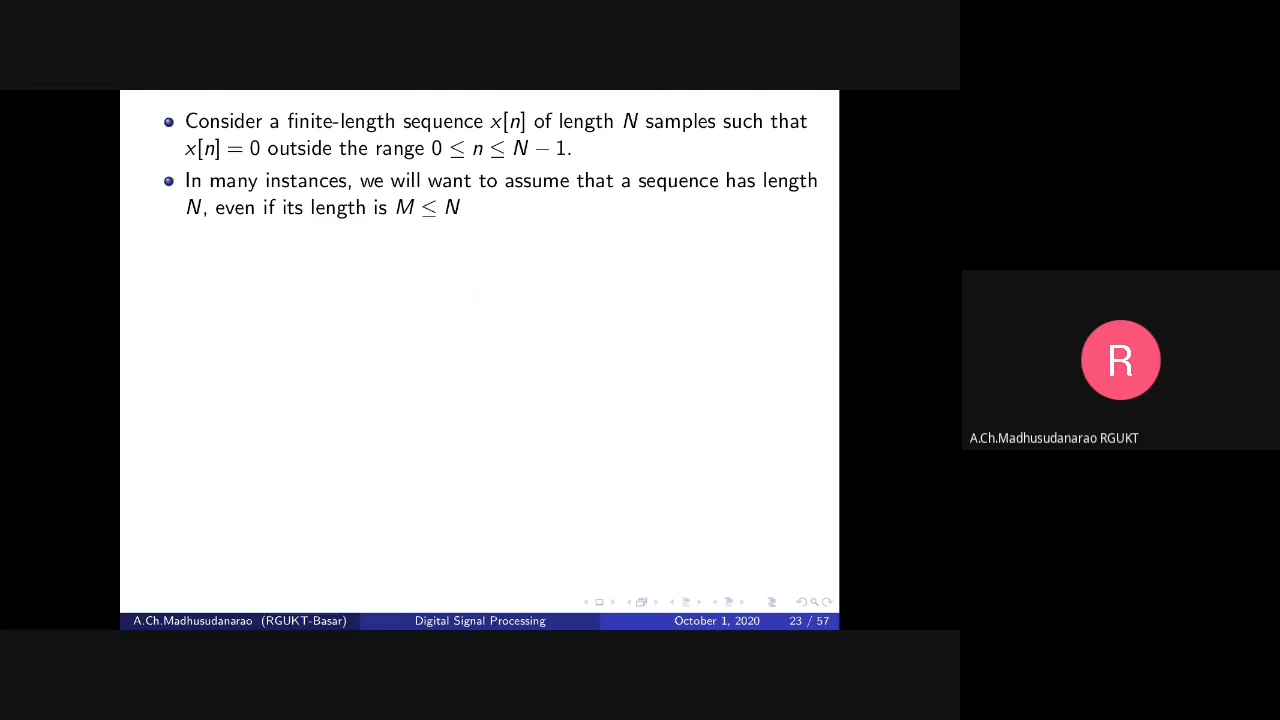 Consider a finite-length sequence x[n] of length N samples such that
x[n] = 0 outside the range 0 ≤ n ≤ N − 1.
In many instances, we will want to assume that a sequence has length
N, even if its length is M ≤ N
R
A.Ch.Madhusudanarao RGUKT
A.Ch.Madhusudanarao (RGUKT-Basar) Digital Signal Processing October 1, 2020 23 / 57